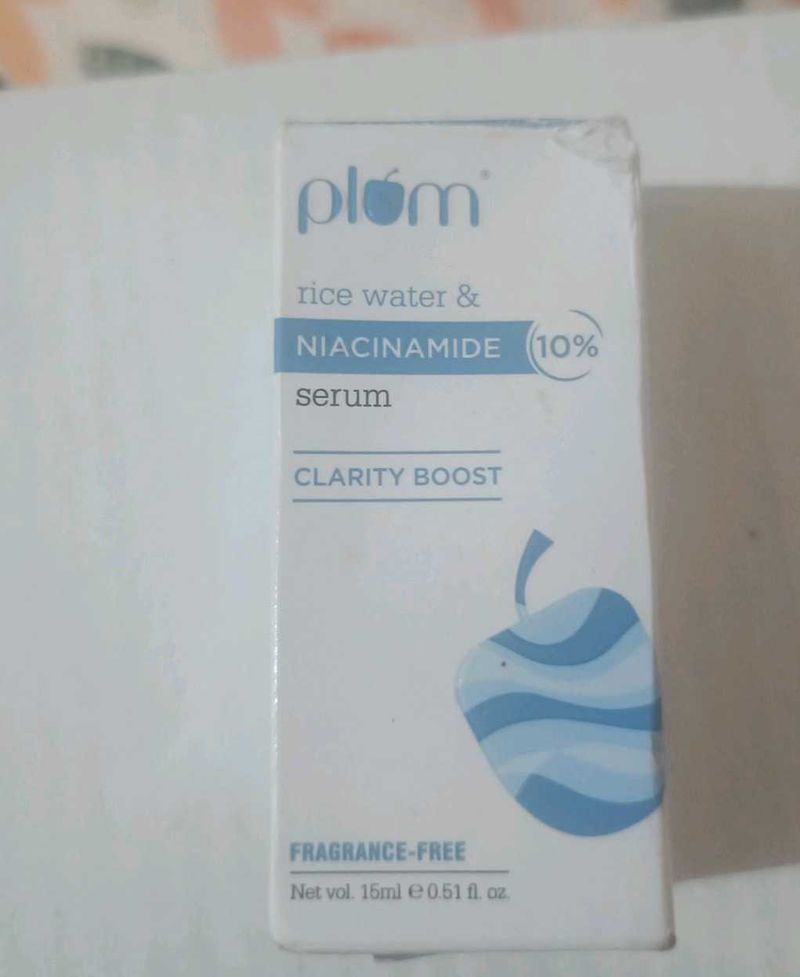 plum®
rice water &
NIACINAMIDE 10%
serum
CLARITY BOOST
FRAGRANCE-FREE
Net vol. 15ml ℮ 0.51 fl. oz.